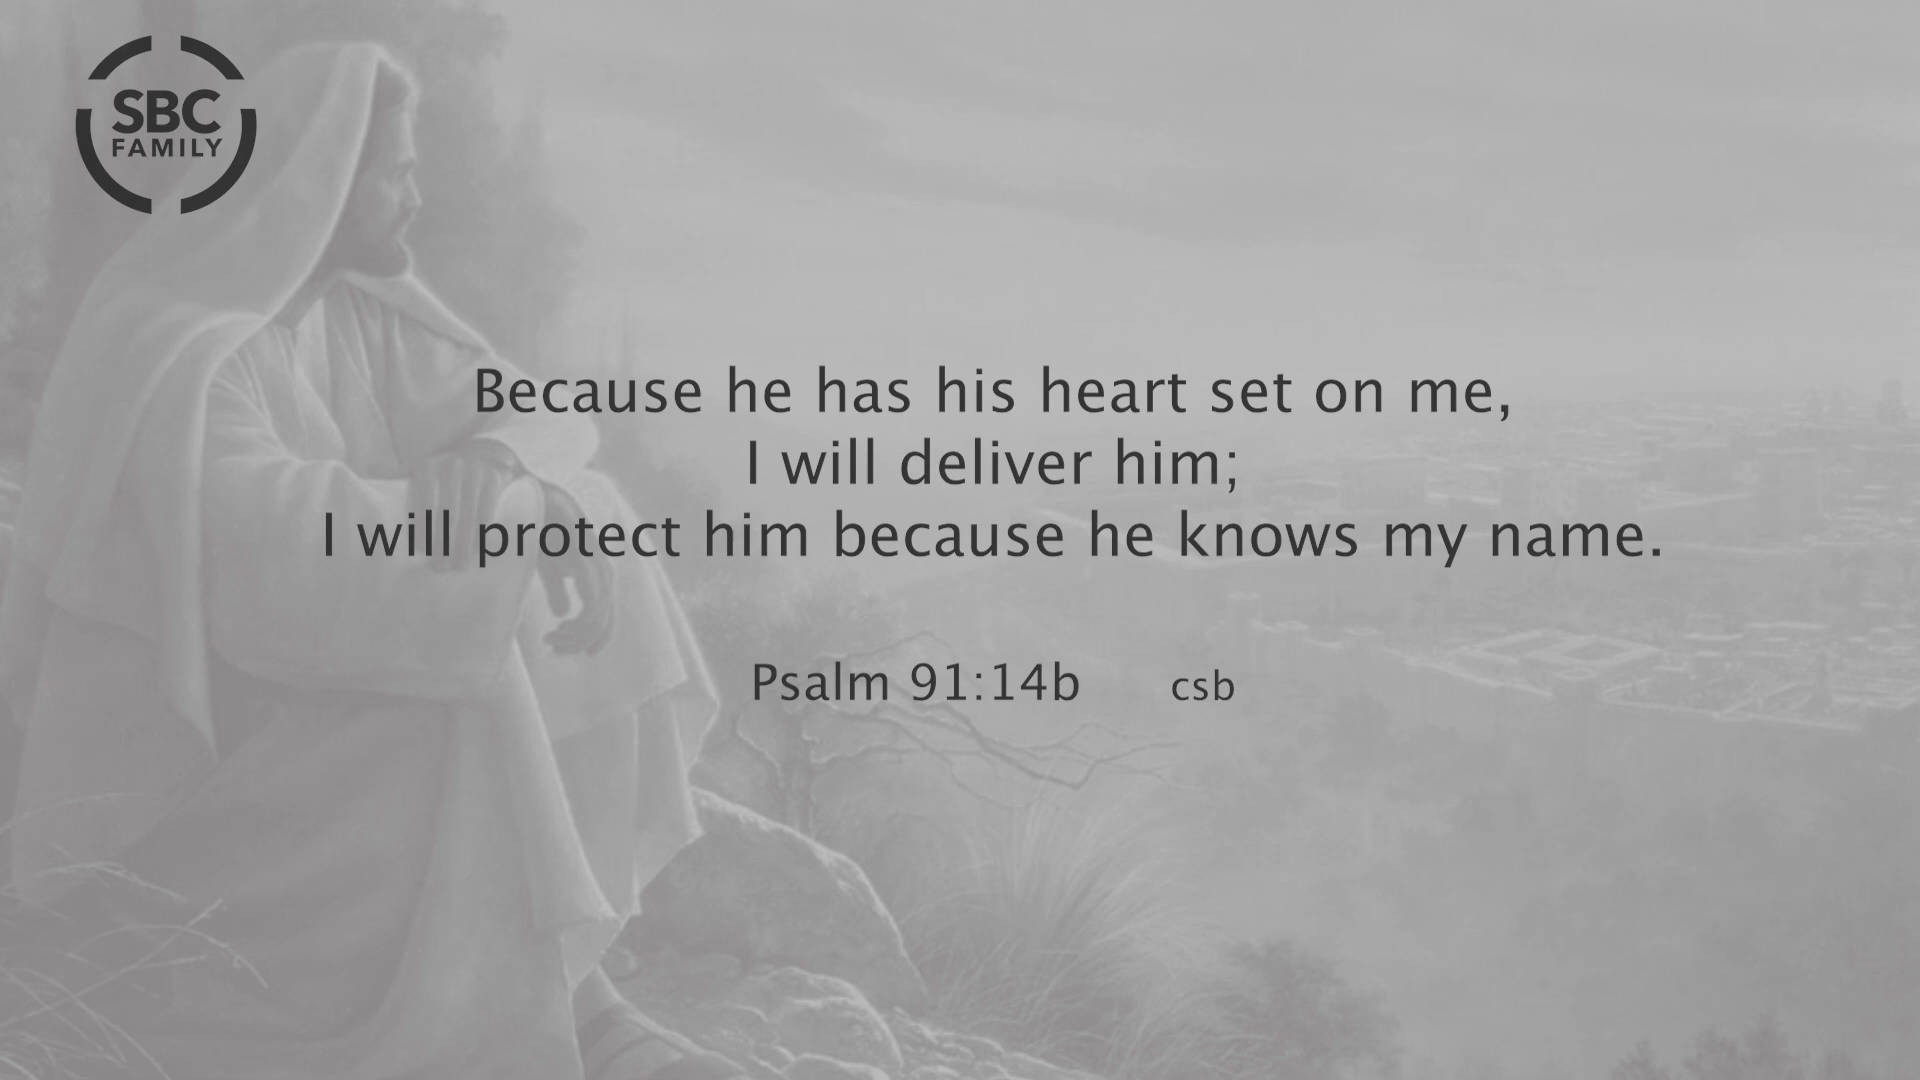 SBC
FAMILY
Because he has his heart set on me,
I will deliver him;
I will protect him because he knows my name.
Psalm 91:14b csb